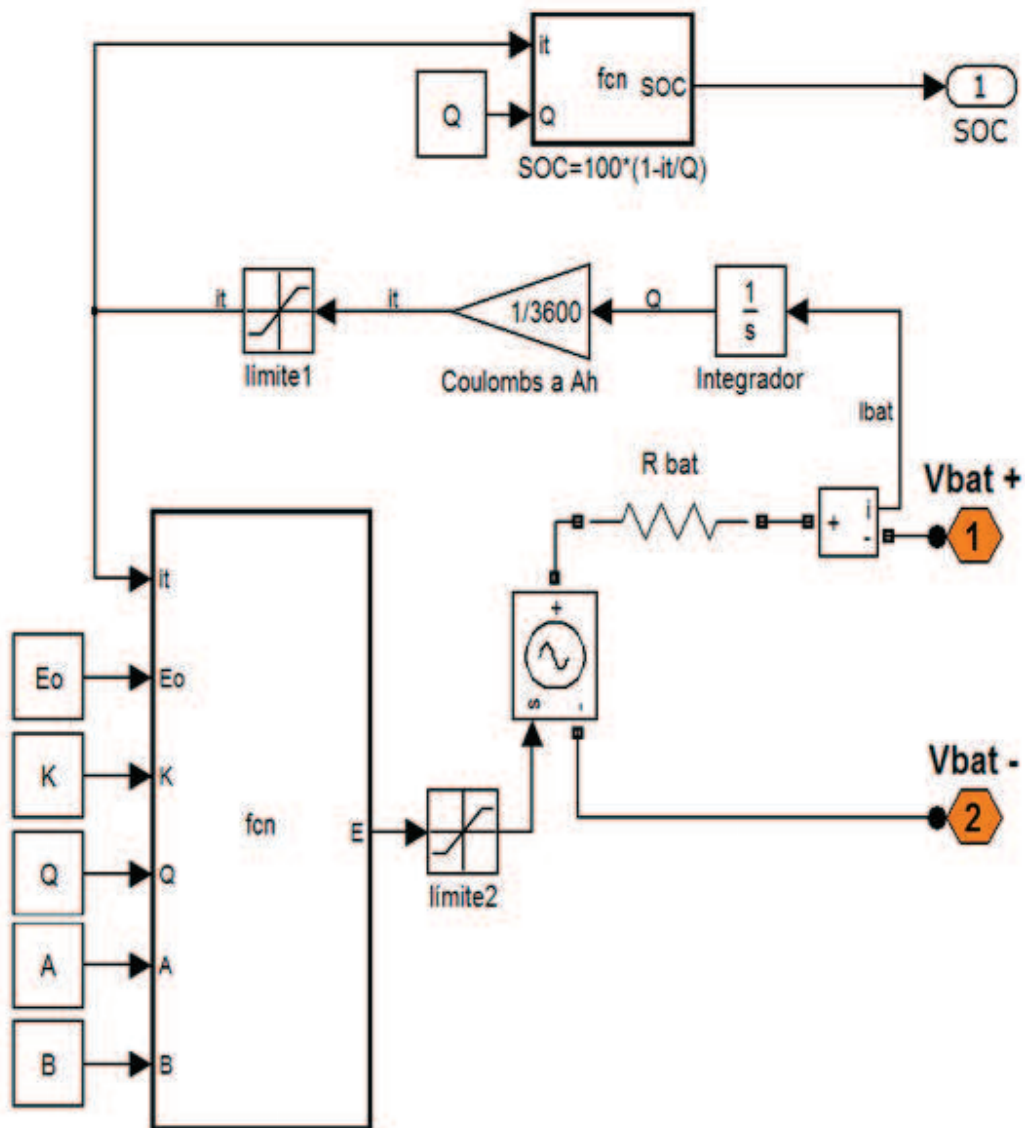 it
fcn
SOC
Q
Q
SOC=100*(1-it/Q)
1
SOC
it
límite1
it
1/3600
Coulombs a Ah
Q
1
s
Integrador
Ibat
R bat
+
i
-
Vbat +
1
+
s
-
Vbat -
2
it
Eo
Eo
K
K
fcn
E
límite2
Q
Q
A
A
B
B